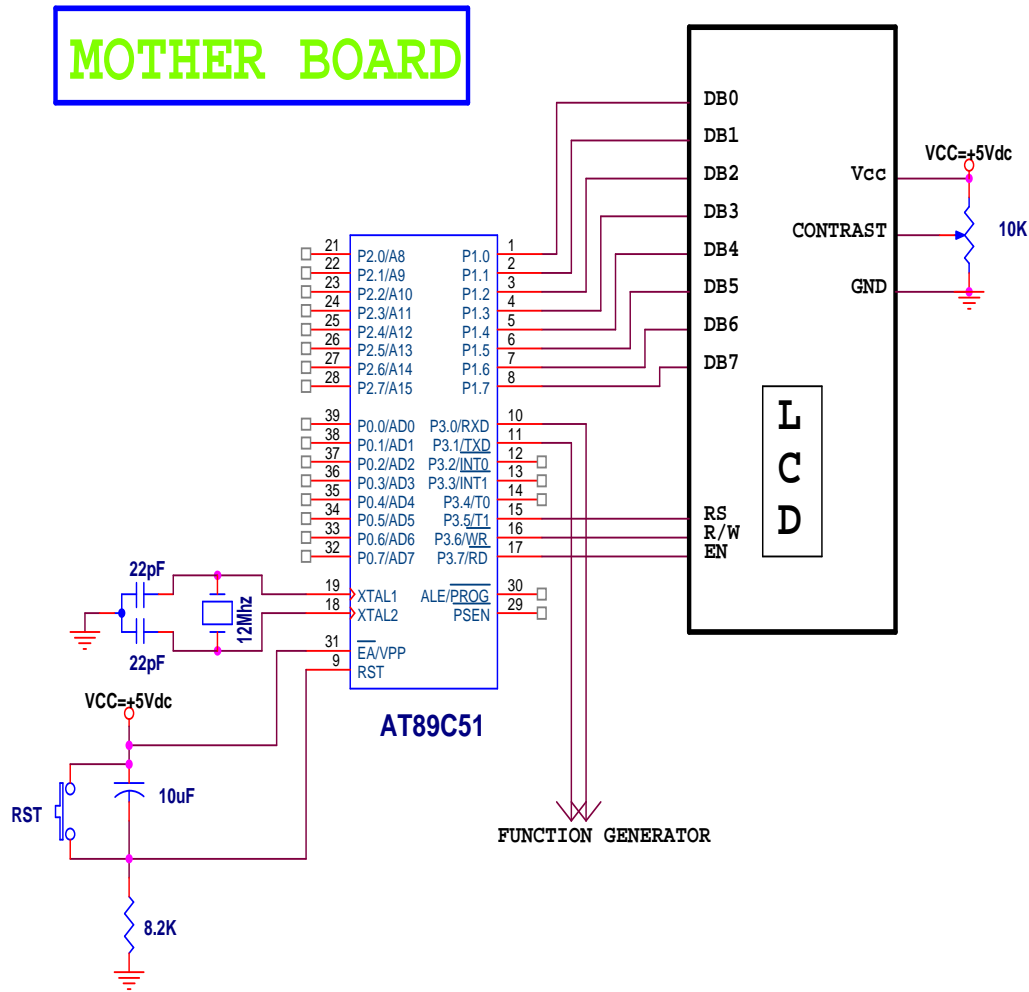 MOTHER BOARD
DB0
DB1
DB2
DB3
DB4
DB5
DB6
DB7
Vcc
CONTRAST
GND
VCC=+5Vdc
10K
L
C
D
RS
R/W
EN
21 P2.0/A8 P1.0 1
22 P2.1/A9 P1.1 2
23 P2.2/A10 P1.2 3
24 P2.3/A11 P1.3 4
25 P2.4/A12 P1.4 5
26 P2.5/A13 P1.5 6
27 P2.6/A14 P1.6 7
28 P2.7/A15 P1.7 8
39 P0.0/AD0 P3.0/RXD 10
38 P0.1/AD1 P3.1/TXD 11
37 P0.2/AD2 P3.2/INT0 12
36 P0.3/AD3 P3.3/INT1 13
35 P0.4/AD4 P3.4/T0 14
34 P0.5/AD5 P3.5/T1 15
33 P0.6/AD6 P3.6/WR 16
32 P0.7/AD7 P3.7/RD 17
19 XTAL1 ALE/PROG 30
18 XTAL2 PSEN 29
31 EA/VPP
9 RST
AT89C51
22pF
12Mhz
22pF
VCC=+5Vdc
RST
10uF
8.2K
FUNCTION GENERATOR